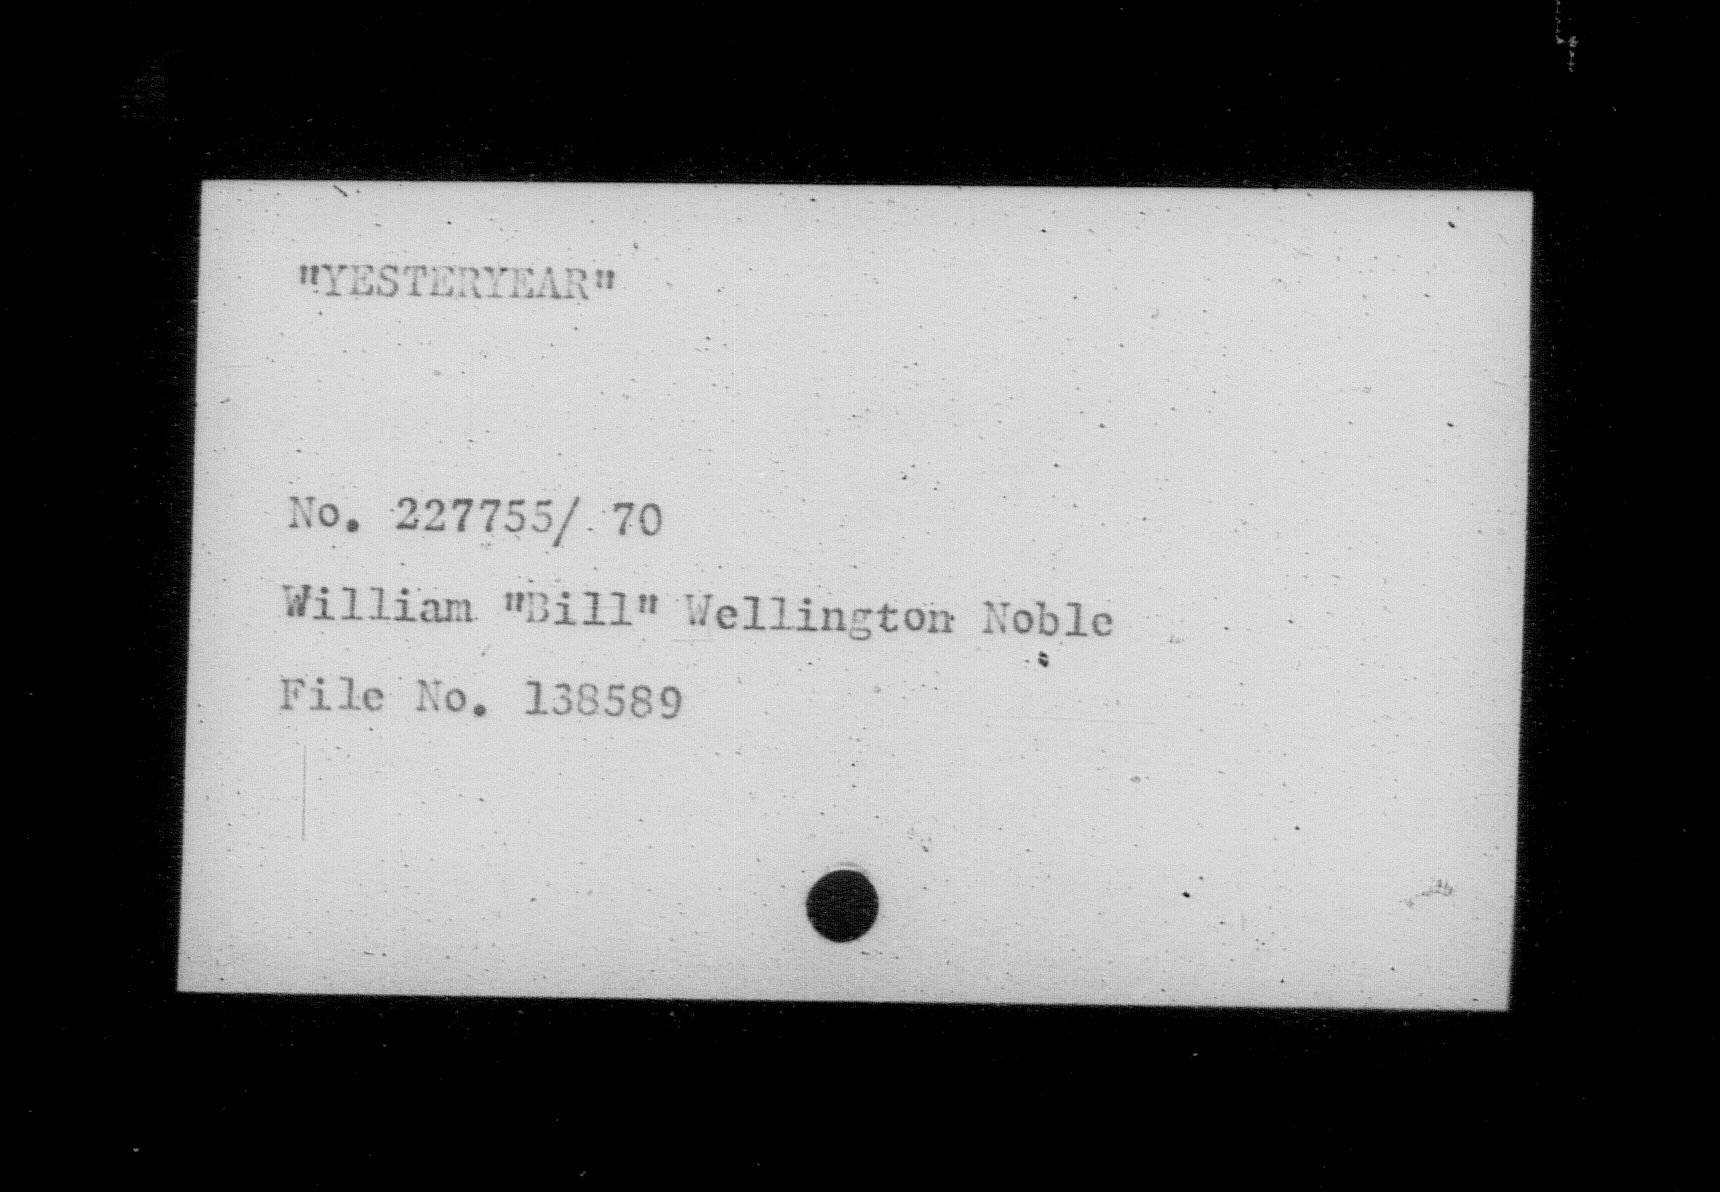 "YESTERYEAR"
No. 227755/ 70
William "Bill" Wellington Noble
File No. 138589